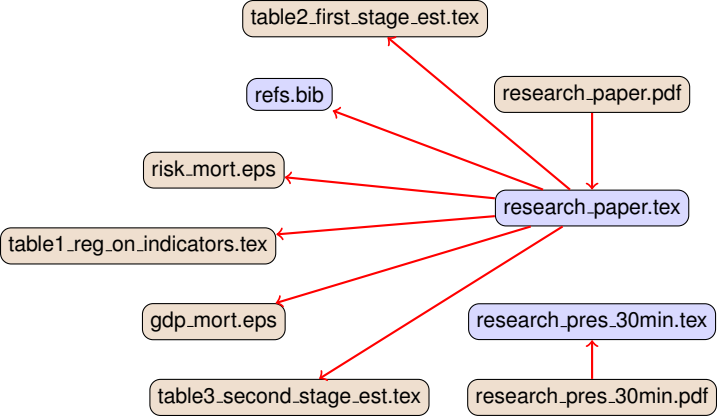 table2_first_stage_est.tex
refs.bib
research_paper.pdf
risk_mort.eps
research_paper.tex
table1_reg_on_indicators.tex
gdp_mort.eps
research_pres_30min.tex
table3_second_stage_est.tex
research_pres_30min.pdf